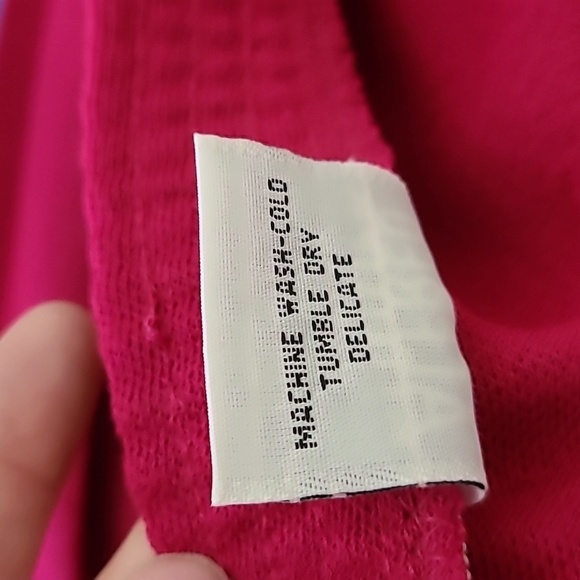 MACHINE WASH-COLD
TUMBLE DRY
DELICATE